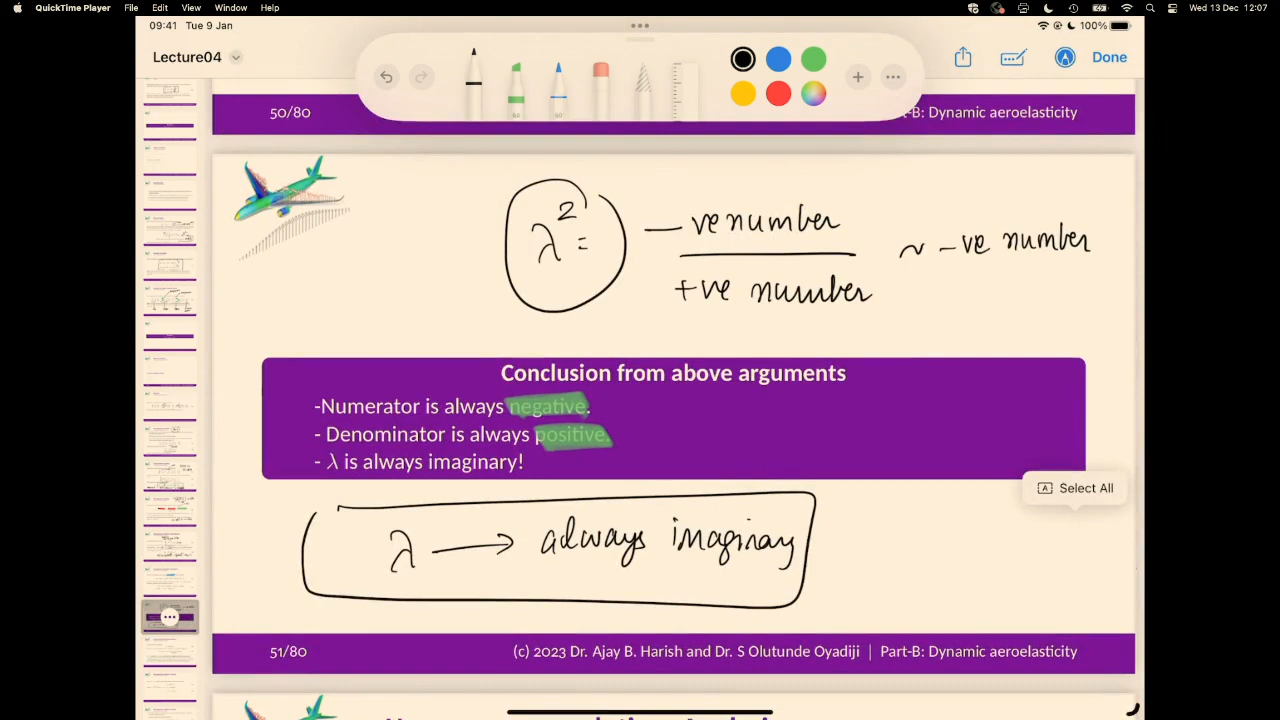 QuickTime Player File Edit View Window Help
Wed 13 Dec 12:07
09:41 Tue 9 Jan
100%
Lecture04
Done
50/80
Part-B: Dynamic aeroelasticity
λ² = -ve number
+ve number
~ -ve number
Conclusion from above arguments
-Numerator is always negative.
- Denominator is always positive.
- λ is always imaginary!
Select All
λ → always imaginary
51/80
(c) 2023 Dr. Ajay B. Harish and Dr. S Olutunde Oyadiji | Part-B: Dynamic aeroelasticity